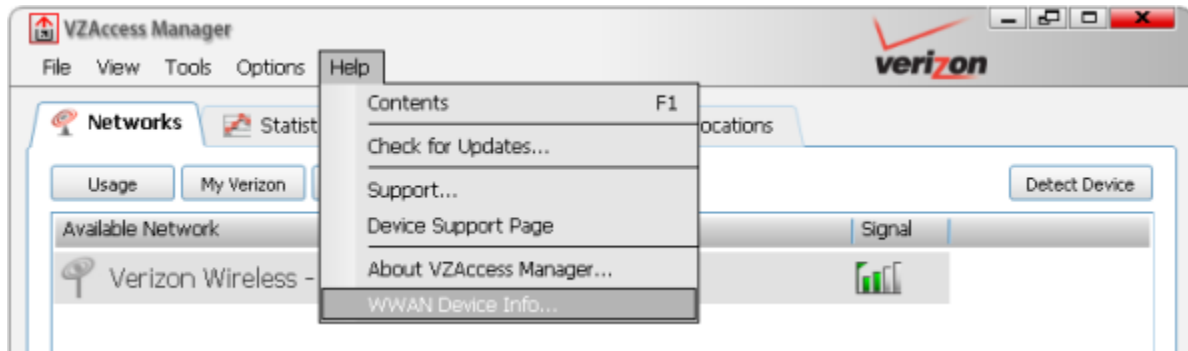 VZAccess Manager
verizon
File View Tools Options Help
Contents F1
Networks Statist ocations
Check for Updates...
Usage My Verizon Detect Device
Support...
Available Network Signal
Device Support Page
Verizon Wireless -
About VZAccess Manager...
WWAN Device Info...